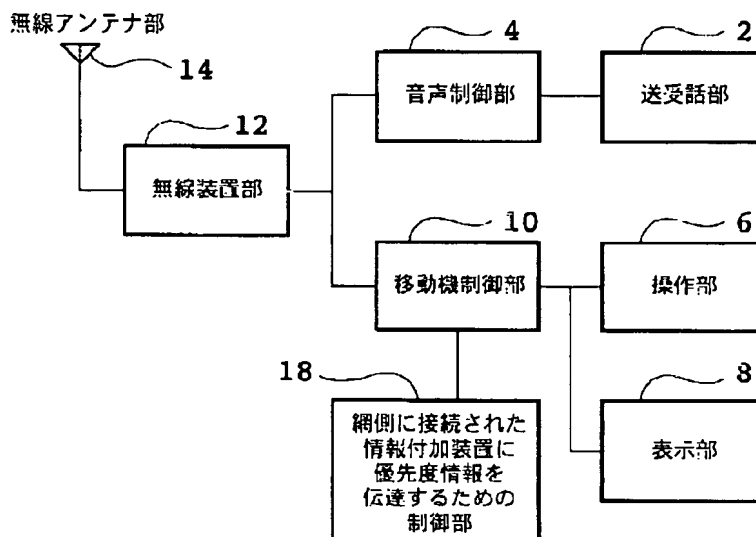 無線アンテナ部
14
4
音声制御部
2
送受話部
12
無線装置部
10
移動機制御部
6
操作部
18
網側に接続された
情報付加装置に
優先度情報を
伝達するための
制御部
8
表示部